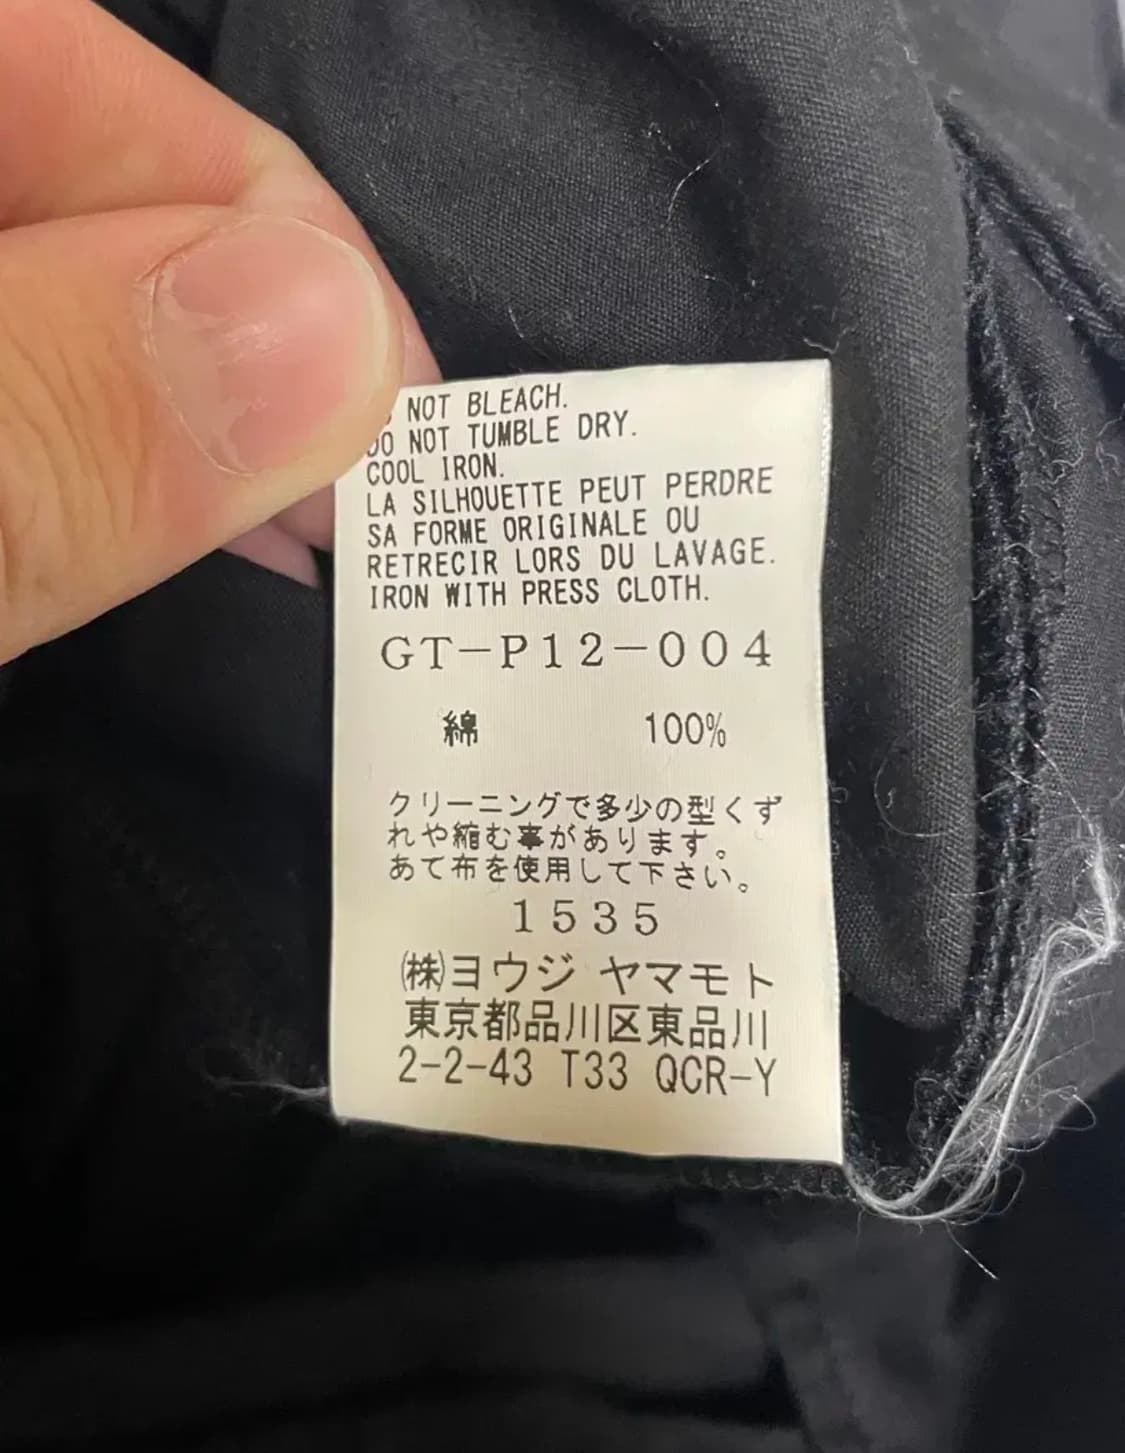 NOT BLEACH.
DO NOT TUMBLE DRY.
COOL IRON.
LA SILHOUETTE PEUT PERDRE
SA FORME ORIGINALE OU
RETRECIR LORS DU LAVAGE.
IRON WITH PRESS CLOTH.
GT-P12-004
綿 100%
クリーニングで多少の型くず
れや縮む事があります。
あて布を使用して下さい。
1535
㈱ヨウジ ヤマモト
東京都品川区東品川
2-2-43 T33 QCR-Y